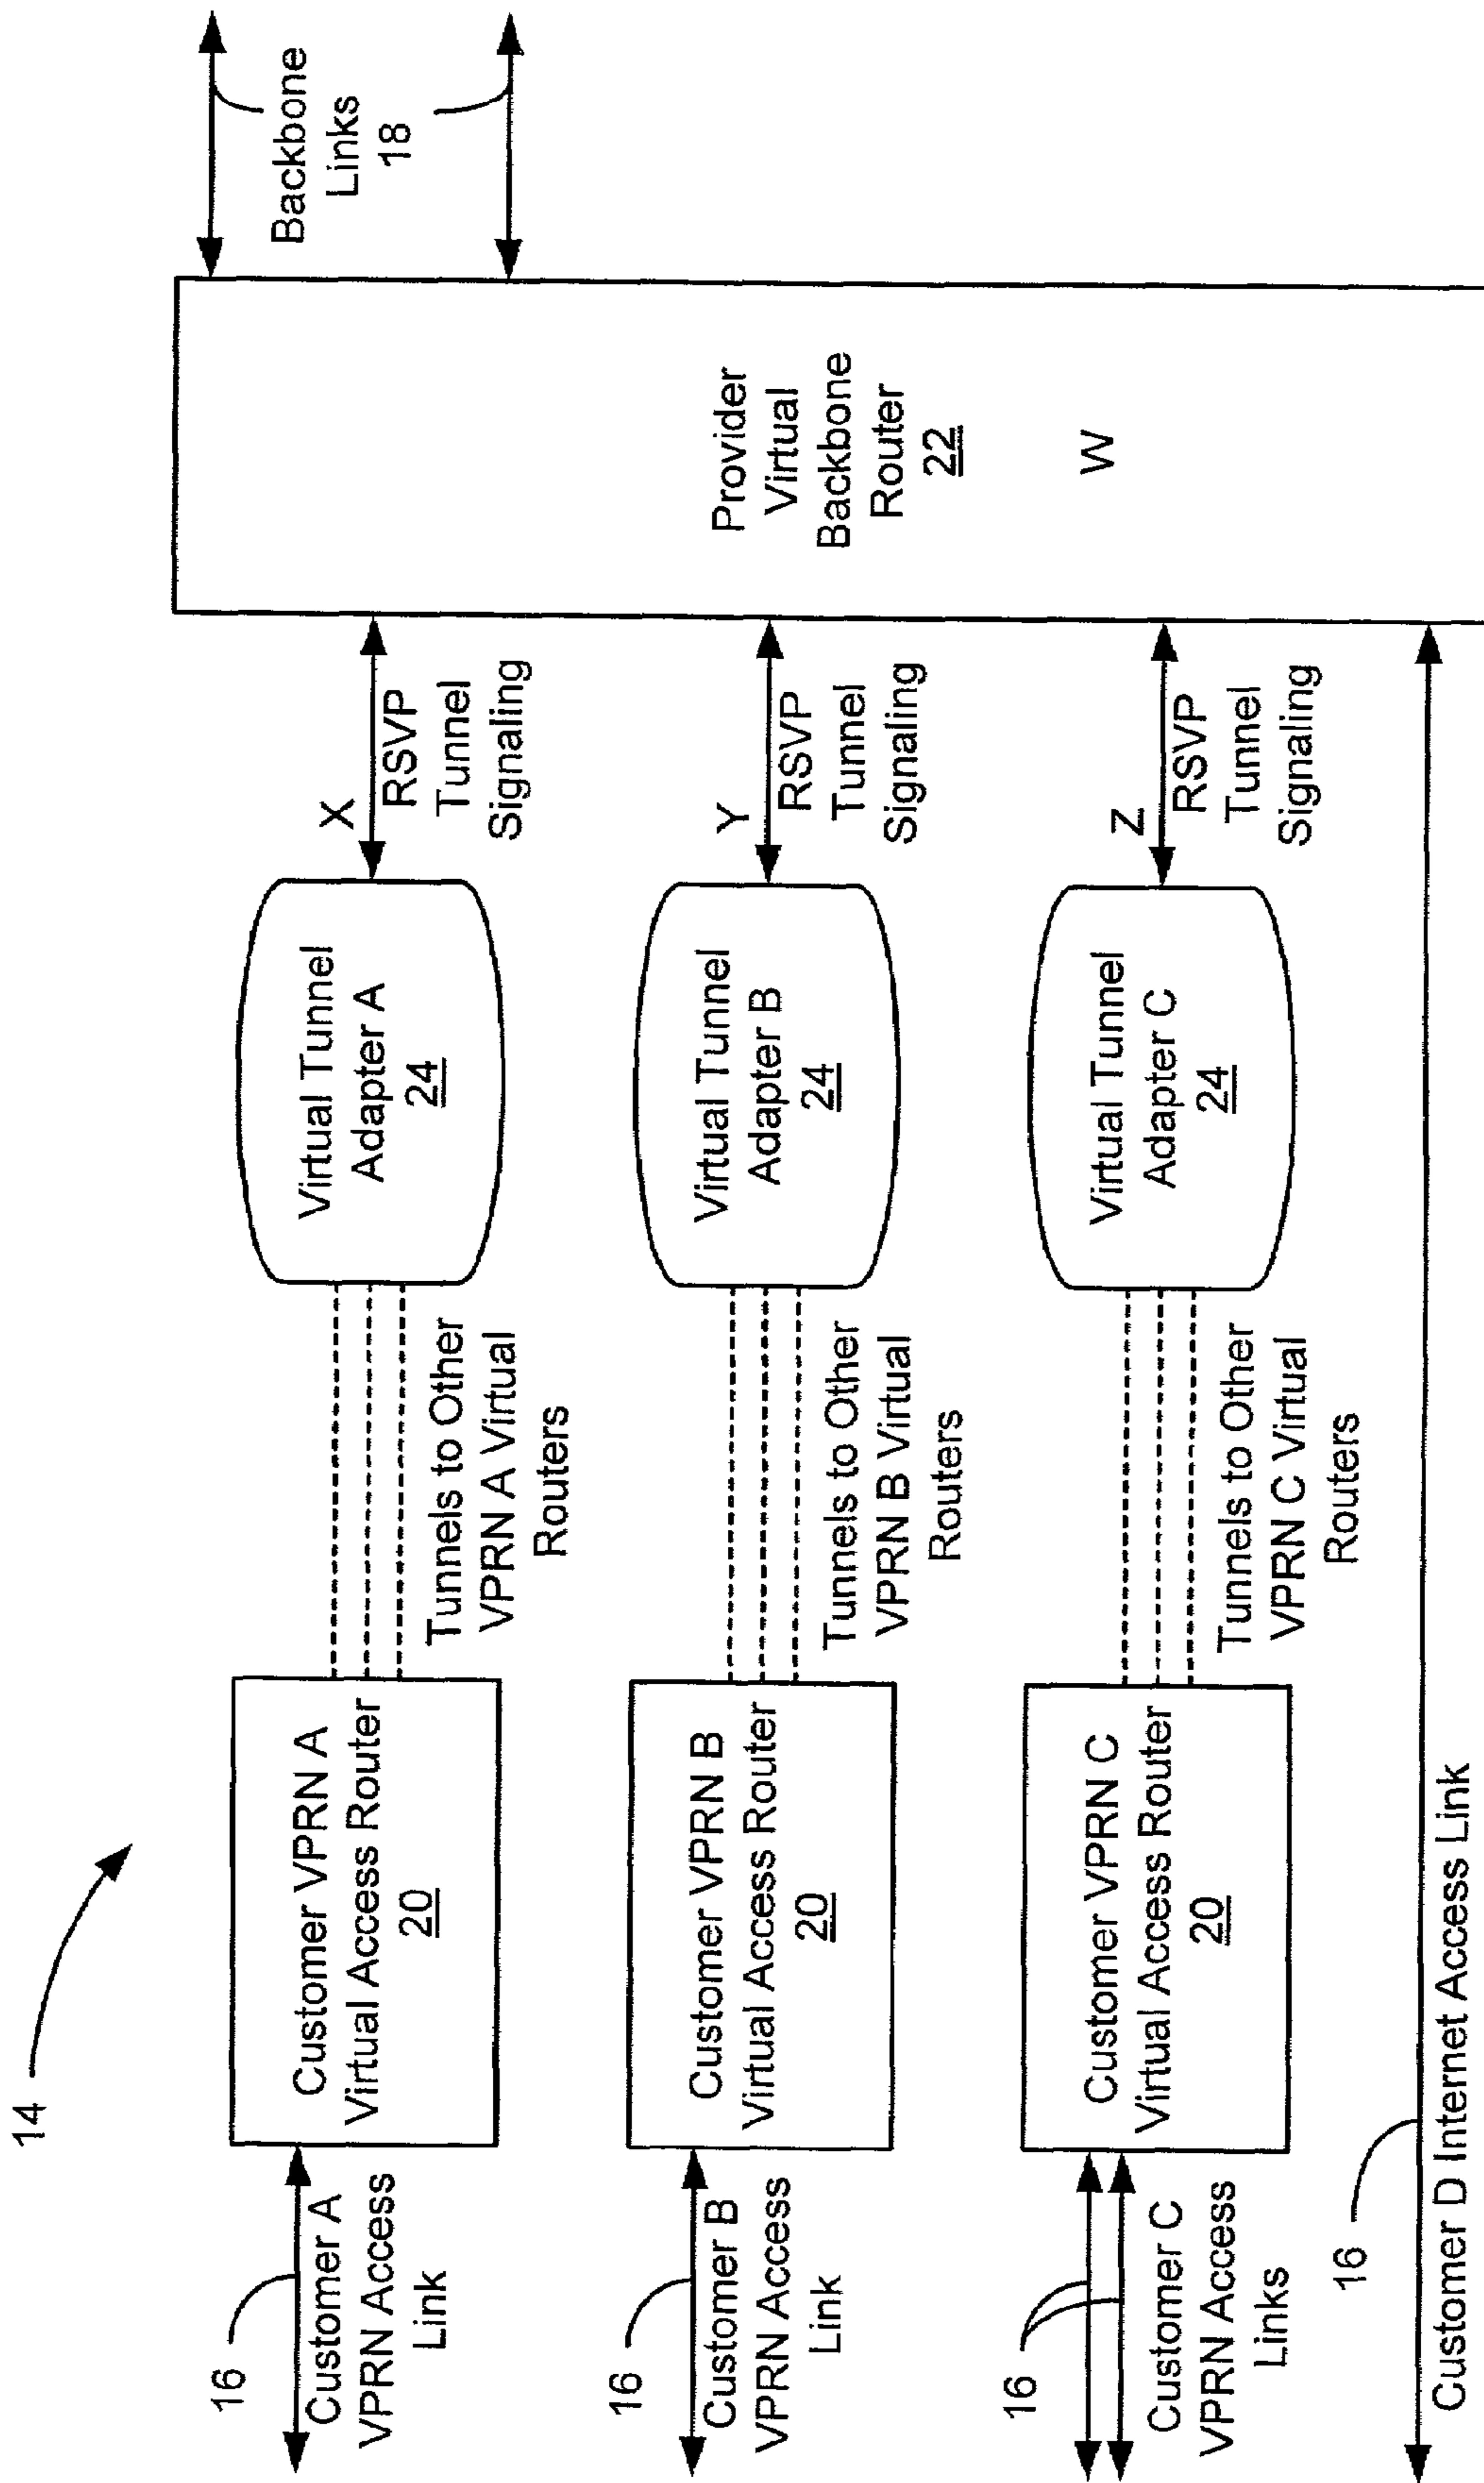 14
16
Customer A
VPRN Access
Link
Customer VPRN A
Virtual Access Router
20
Tunnels to Other
VPRN A Virtual
Routers
Virtual Tunnel
Adapter A
24
X
RSVP
Tunnel
Signaling
16
Customer B
VPRN Access
Link
Customer VPRN B
Virtual Access Router
20
Tunnels to Other
VPRN B Virtual
Routers
Virtual Tunnel
Adapter B
24
Y
RSVP
Tunnel
Signaling
16
Customer C
VPRN Access
Links
Customer VPRN C
Virtual Access Router
20
Tunnels to Other
VPRN C Virtual
Routers
Virtual Tunnel
Adapter C
24
Z
RSVP
Tunnel
Signaling
16
Customer D Internet Access Link
Provider
Virtual
Backbone
Router
22
W
Backbone
Links
18